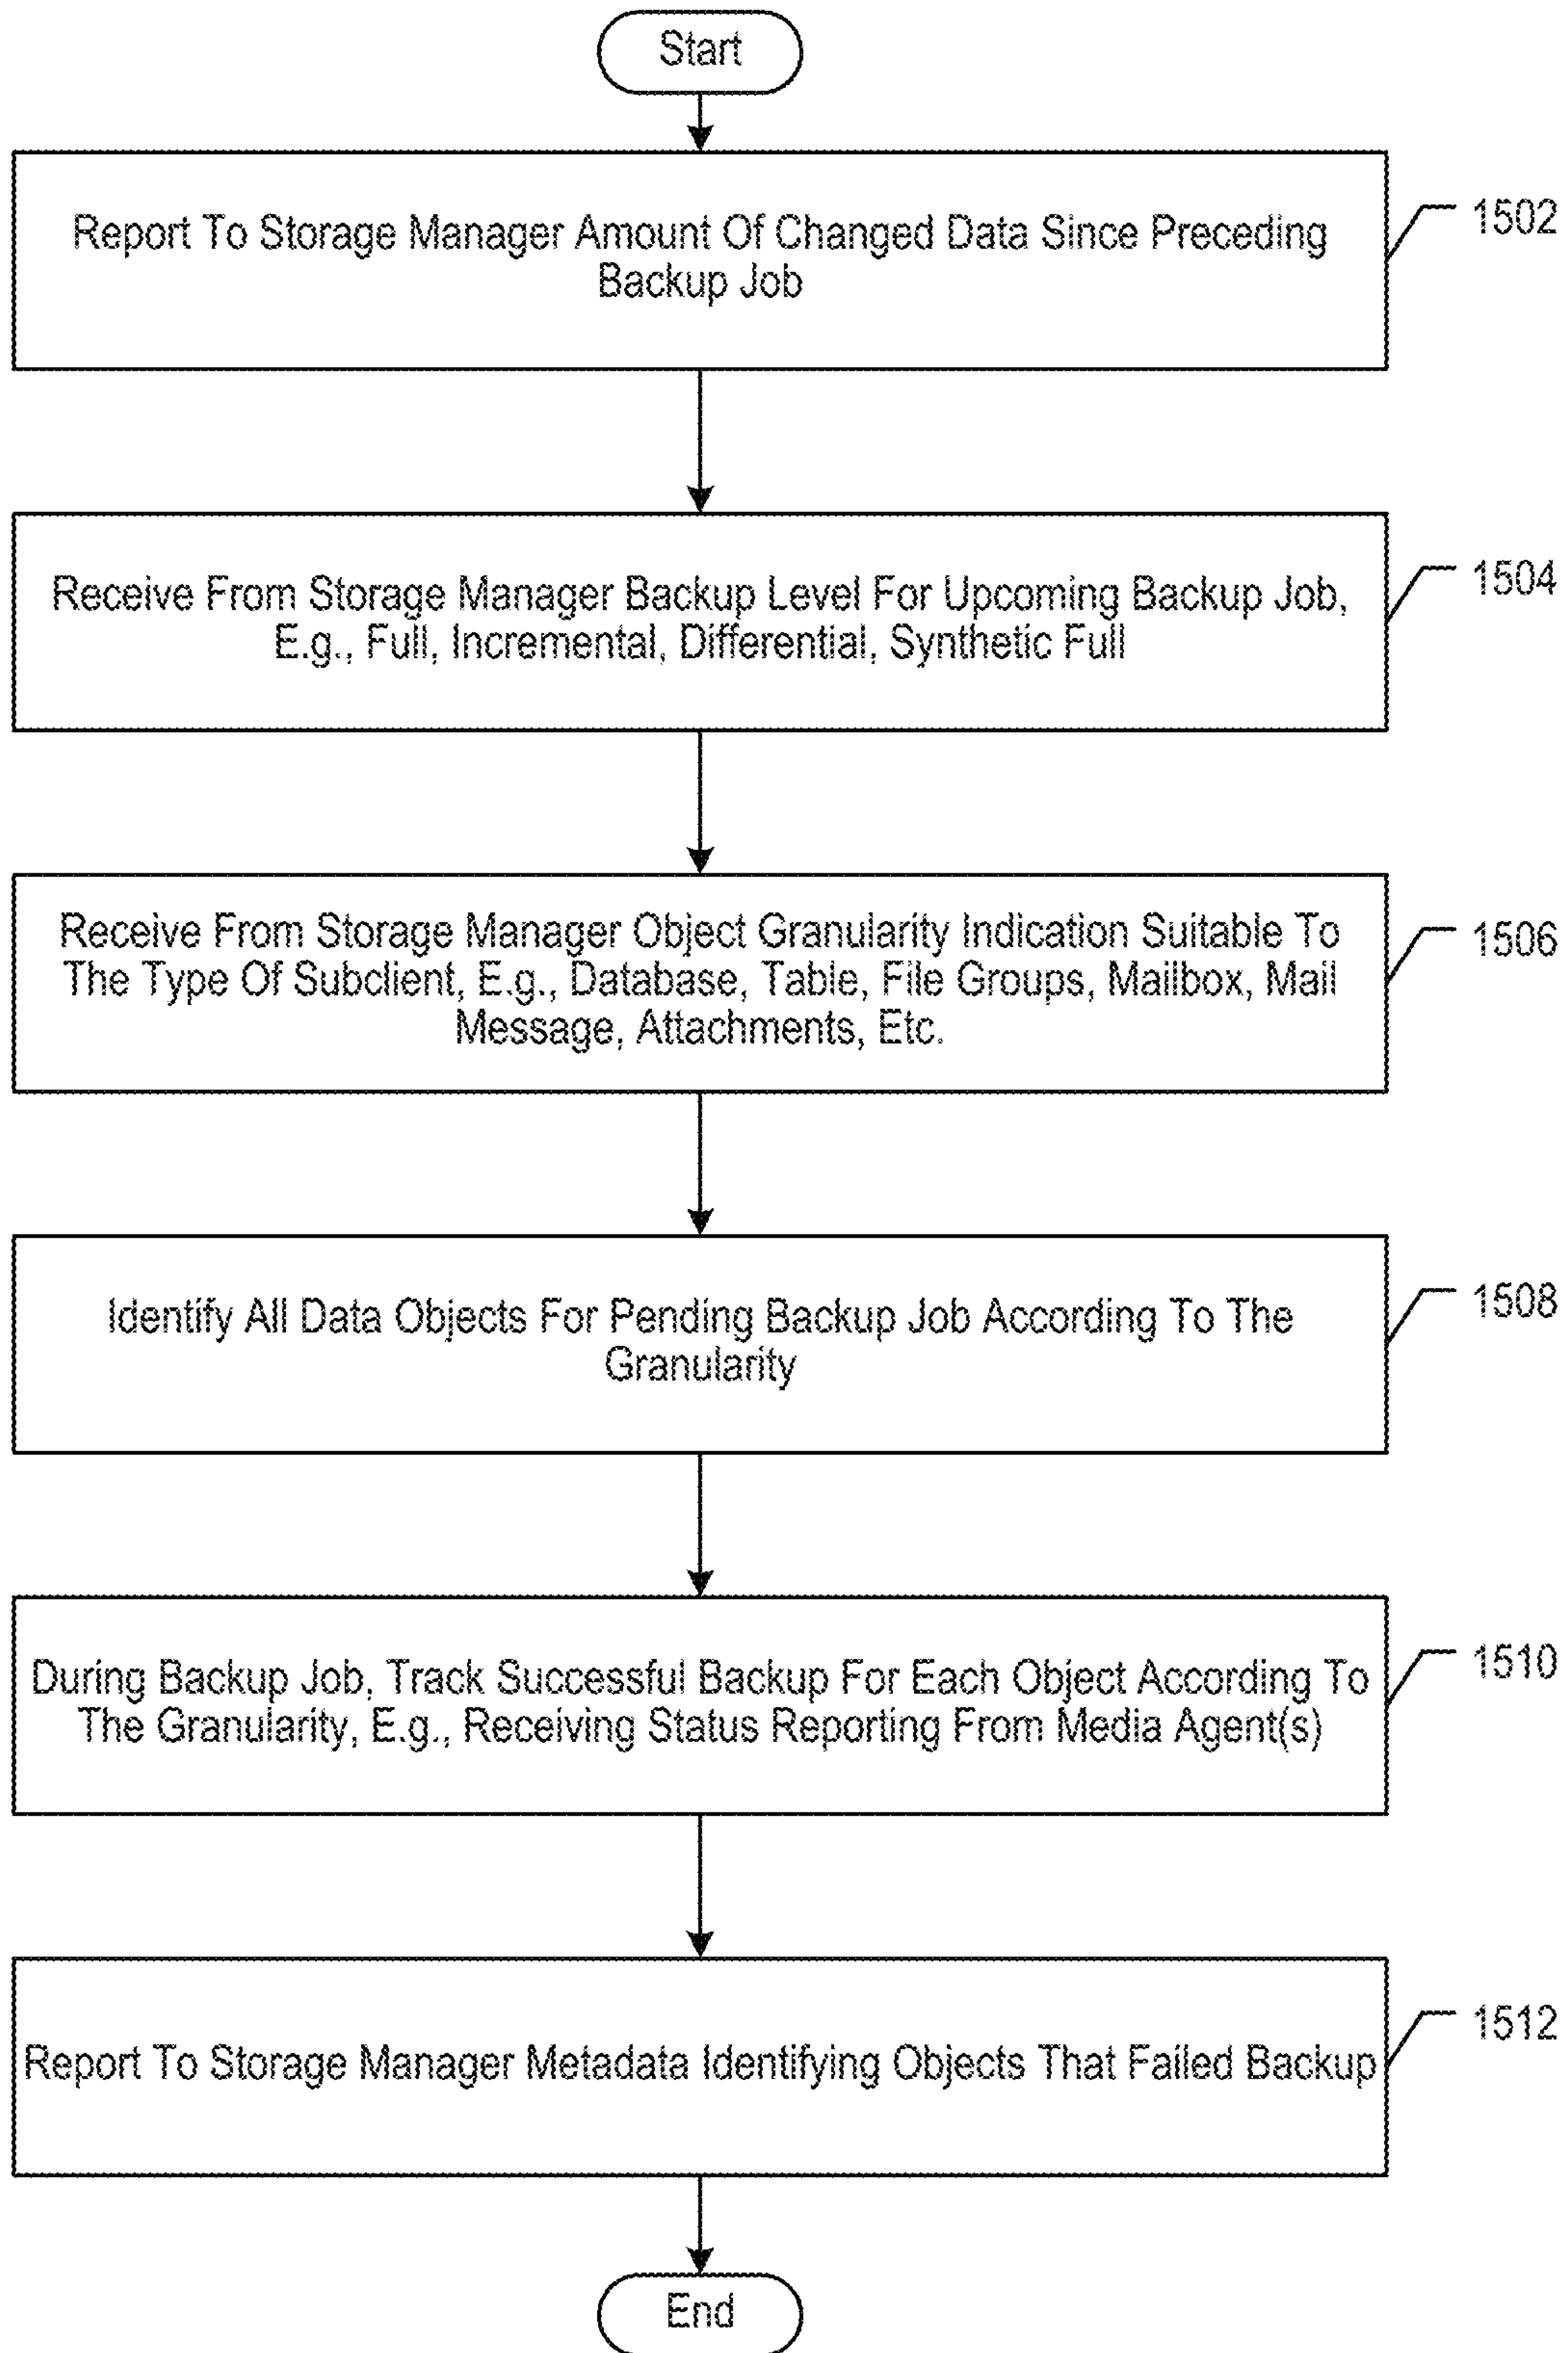 Start
Report To Storage Manager Amount Of Changed Data Since Preceding
Backup Job
1502
Receive From Storage Manager Backup Level For Upcoming Backup Job,
E.g., Full, Incremental, Differential, Synthetic Full
1504
Receive From Storage Manager Object Granularity Indication Suitable To
The Type Of Subclient, E.g., Database, Table, File Groups, Mailbox, Mail
Message, Attachments, Etc.
1506
Identify All Data Objects For Pending Backup Job According To The
Granularity
1508
During Backup Job, Track Successful Backup For Each Object According To
The Granularity, E.g., Receiving Status Reporting From Media Agent(s)
1510
Report To Storage Manager Metadata Identifying Objects That Failed Backup
1512
End